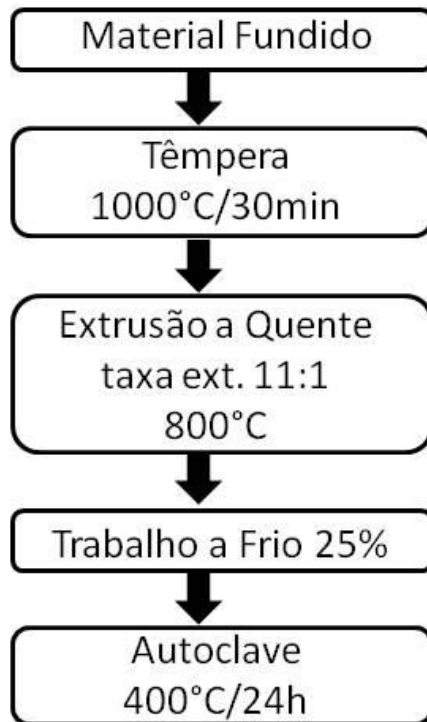 Material Fundido
Têmpera
1000°C/30min
Extrusão a Quente
taxa ext. 11:1
800°C
Trabalho a Frio 25%
Autoclave
400°C/24h